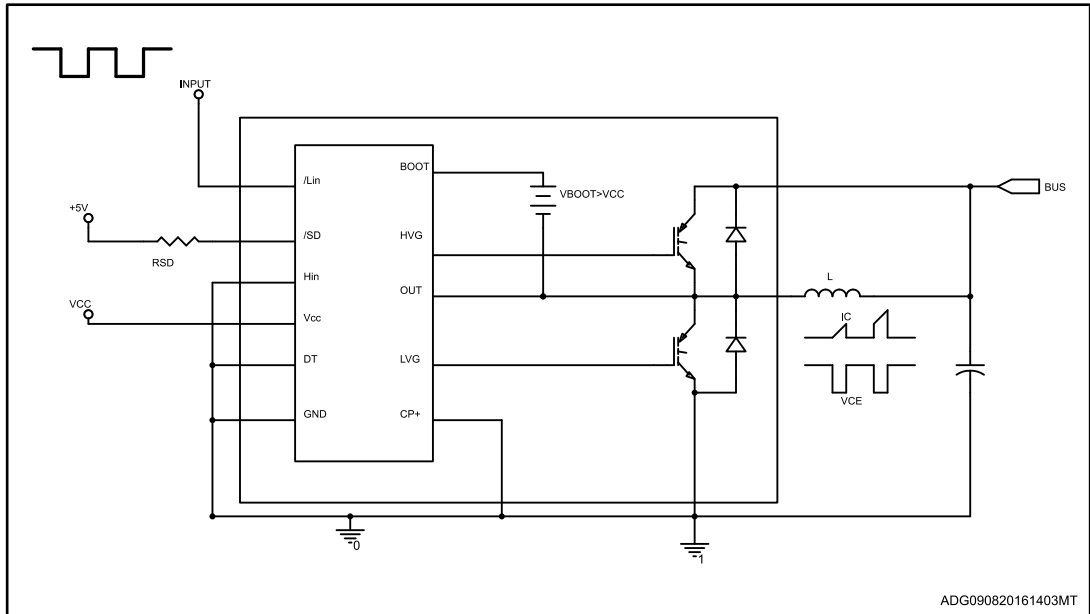 INPUT
/Lin
BOOT
VBOOT>VCC
BUS
+5V
/SD
HVG
RSD
Hin
OUT
L
VCC
Vcc
IC
DT
LVG
VCE
GND
CP+
0
1
ADG090820161403MT